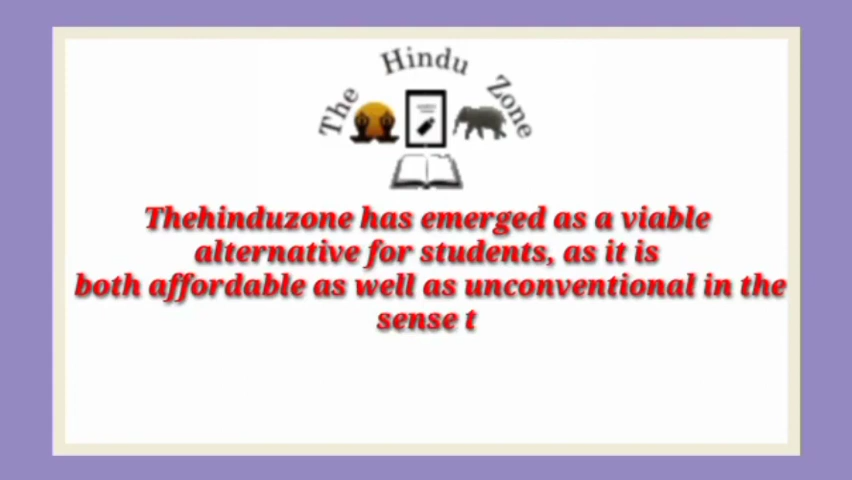 The Hindu Zone
Thehinduzone has emerged as a viable
alternative for students, as it is
both affordable as well as unconventional in the
sense t